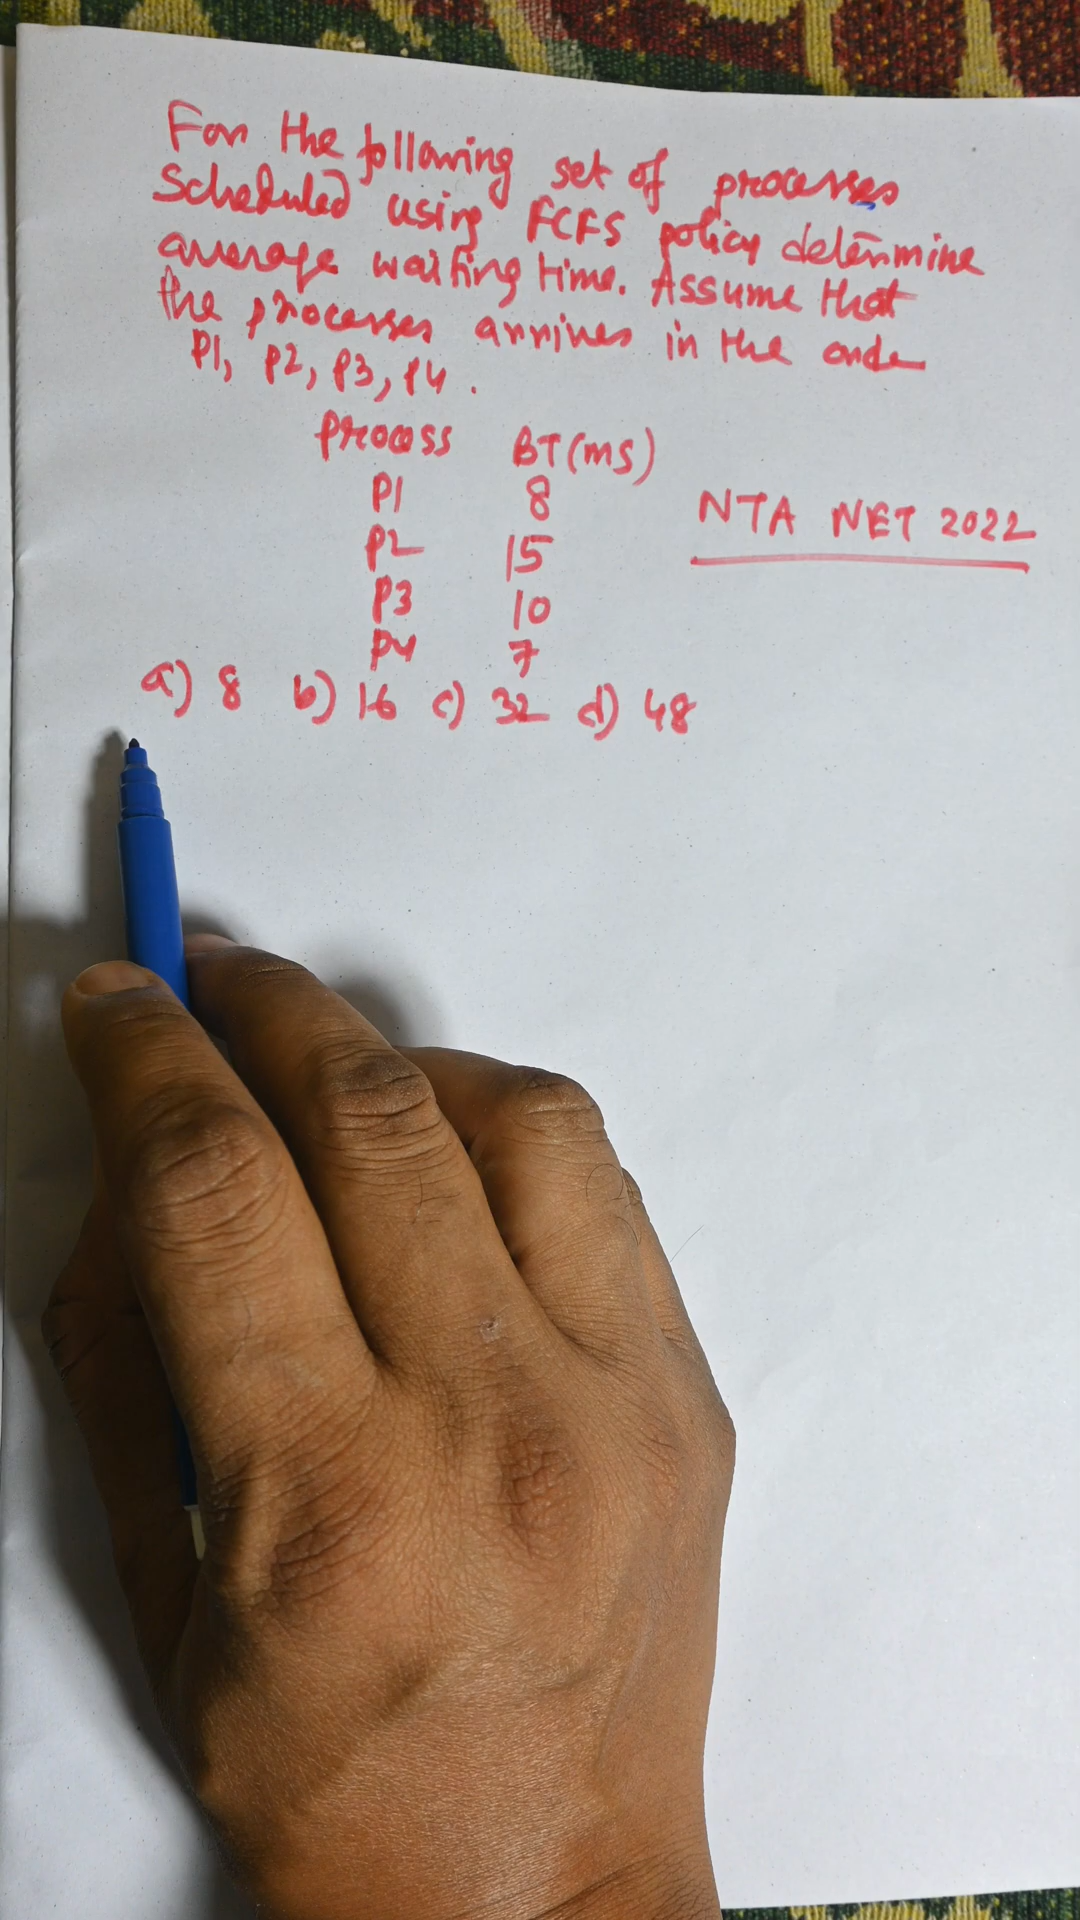 For the following set of processes
Scheduled using FCFS policy determine
average waiting time. Assume that
the processes arrives in the orde
P1, P2, P3, P4.
Process BT(ms)
P1 8
P2 15
P3 10
P4 7
NTA NET 2022
a) 8 b) 16 c) 32 d) 48